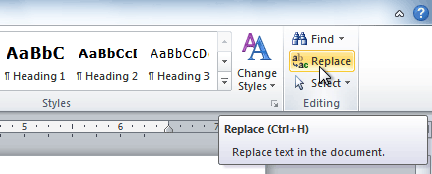 AaBbC AaBbCcI AaBbCcD
¶ Heading 1 ¶ Heading 2 ¶ Heading 3
Change
Styles
Find
Replace
Select
Styles
Editing
5 6 7
Replace (Ctrl+H)
Replace text in the document.